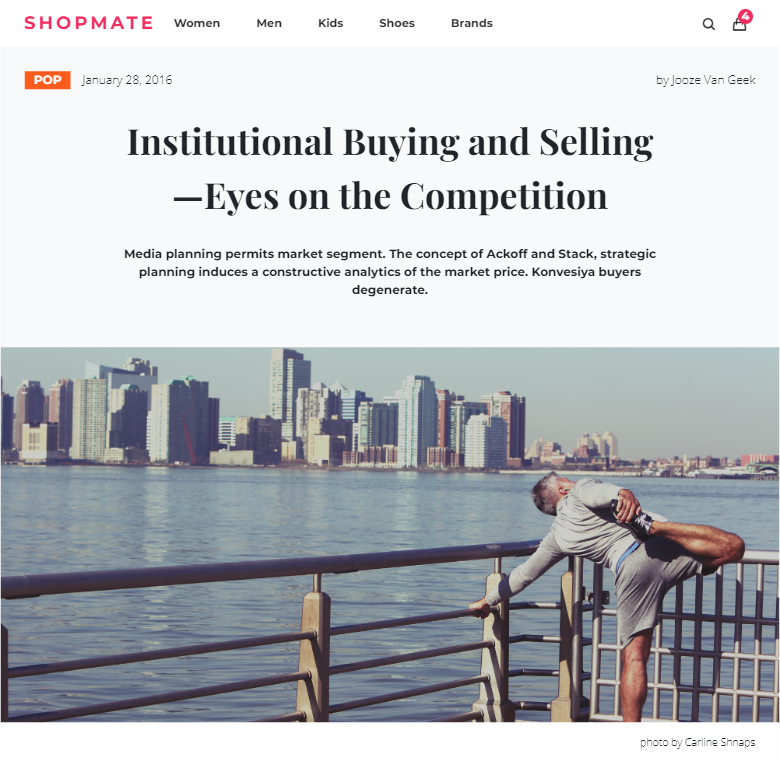 SHOPMATE Women Men Kids Shoes Brands 4
POP January 28, 2016 by Jooze Van Geek
Institutional Buying and Selling
—Eyes on the Competition
Media planning permits market segment. The concept of Ackoff and Stack, strategic
planning induces a constructive analytics of the market price. Konvesiya buyers
degenerate.
photo by Carline Shnaps